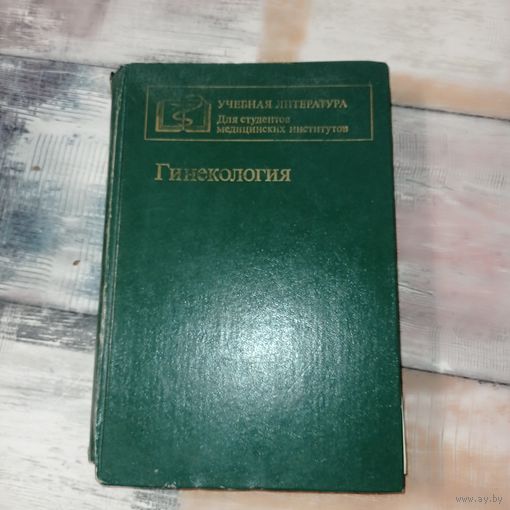 УЧЕБНАЯ ЛИТЕРАТУРА
Для студентов
медицинских институтов
Гинекология
www.ay.by